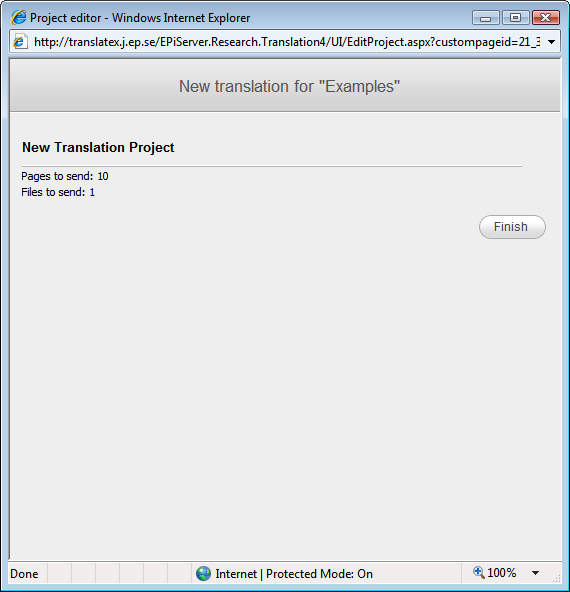 Project editor - Windows Internet Explorer
http://translatex.j.ep.se/EPiServer.Research.Translation4/UI/EditProject.aspx?custompageid=21_3
New translation for "Examples"
New Translation Project
Pages to send: 10
Files to send: 1
Finish
Done
Internet | Protected Mode: On
100%